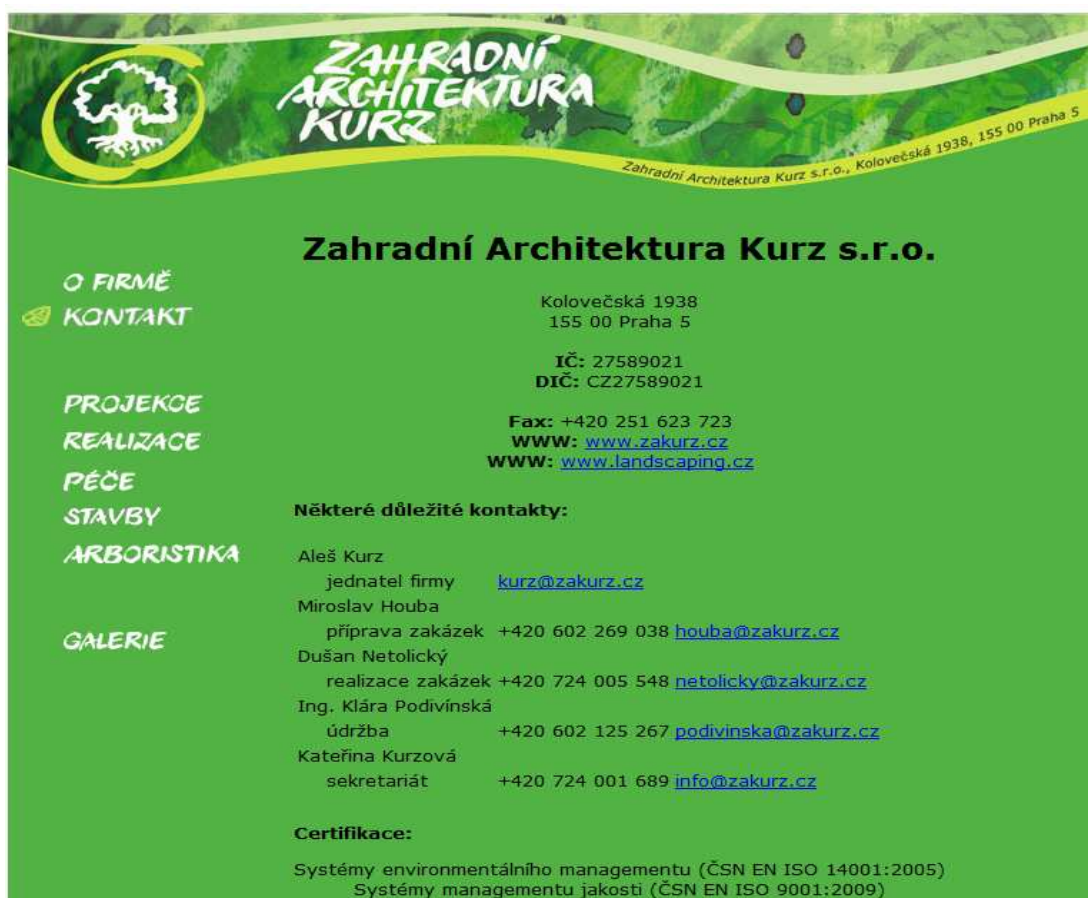 ZAHRADNÍ
ARCHITEKTURA
KURZ
Zahradní Architektura Kurz s.r.o., Kolovečská 1938, 155 00 Praha 5
O FIRMĚ
KONTAKT
PROJEKCE
REALIZACE
PÉČE
STAVBY
ARBORISTIKA
GALERIE
Zahradní Architektura Kurz s.r.o.
Kolovečská 1938
155 00 Praha 5
IČ: 27589021
DIČ: CZ27589021
Fax: +420 251 623 723
WWW: www.zakurz.cz
WWW: www.landscaping.cz
Některé důležité kontakty:
Aleš Kurz
jednatel firmy kurz@zakurz.cz
Miroslav Houba
příprava zakázek +420 602 269 038 houba@zakurz.cz
Dušan Netolický
realizace zakázek +420 724 005 548 netolicky@zakurz.cz
Ing. Klára Podivínská
údržba +420 602 125 267 podivinska@zakurz.cz
Kateřina Kurzová
sekretariát +420 724 001 689 info@zakurz.cz
Certifikace:
Systémy environmentálního managementu (ČSN EN ISO 14001:2005)
Systémy managementu jakosti (ČSN EN ISO 9001:2009)